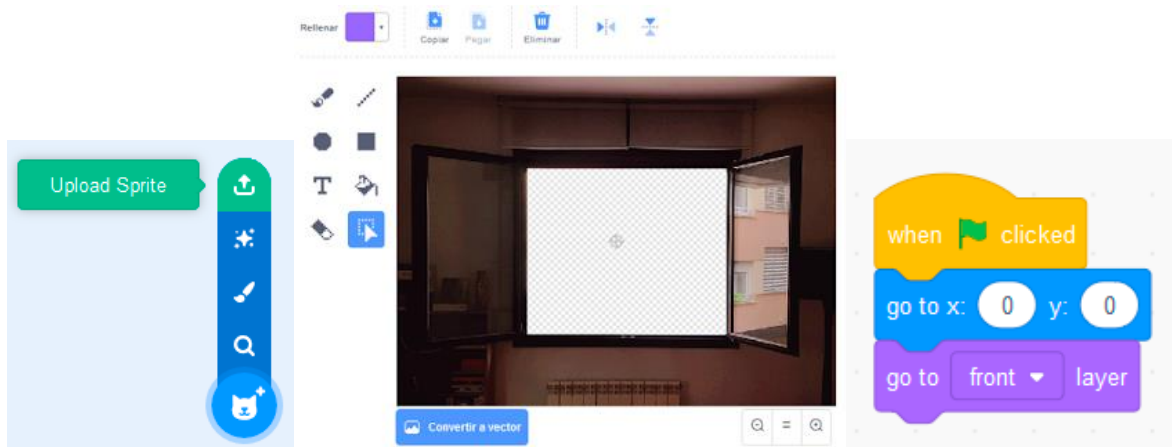 Upload Sprite
Rellenar
Copiar
Pegar
Eliminar
T
Convertir a vector
=
when clicked
go to x: 0 y: 0
go to front layer